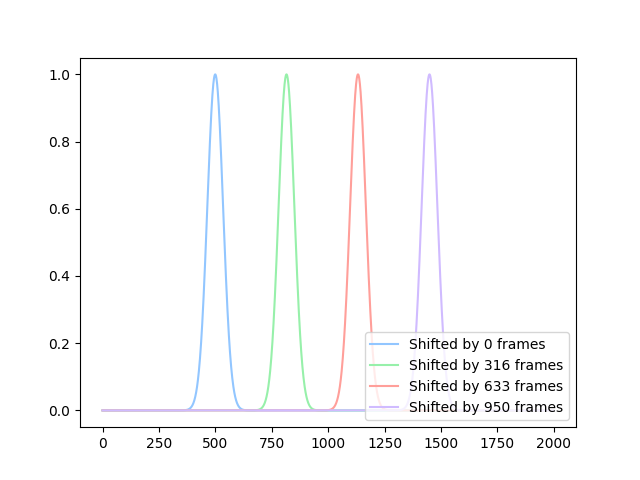 1.0
0.8
0.6
0.4
0.2
0.0
Shifted by 0 frames
Shifted by 316 frames
Shifted by 633 frames
Shifted by 950 frames
0 250 500 750 1000 1250 1500 1750 2000